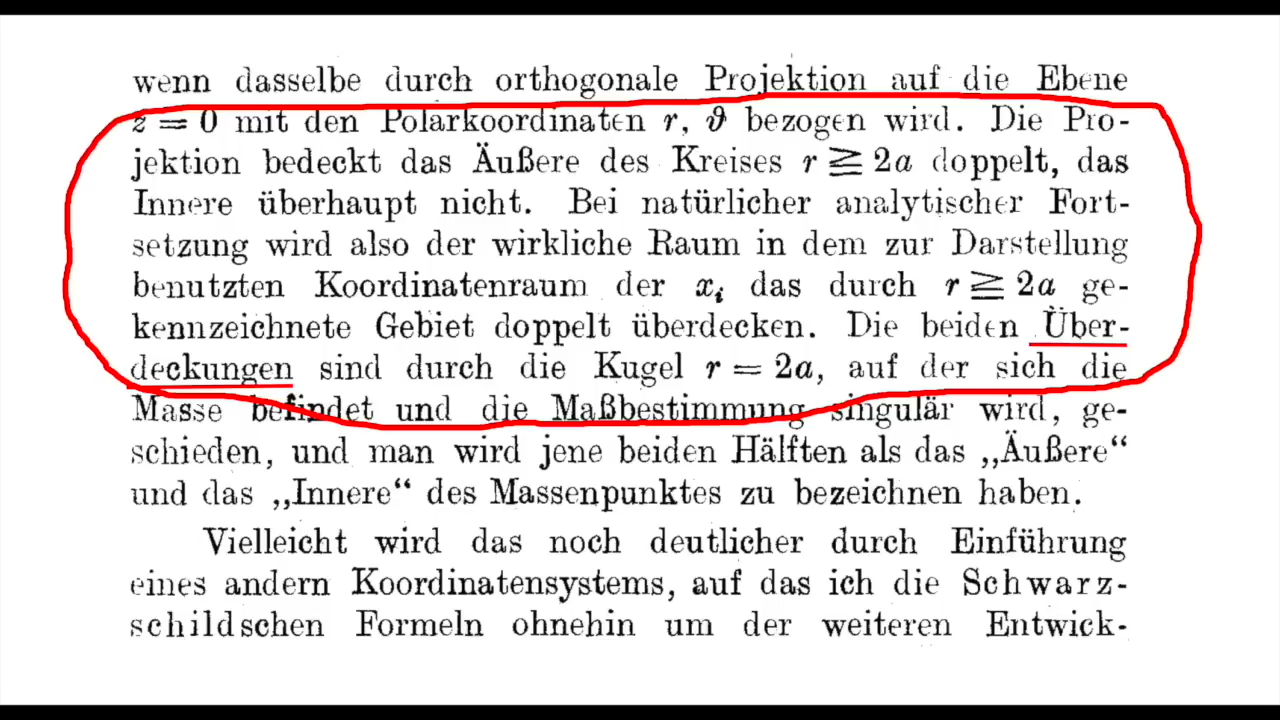 wenn dasselbe durch orthogonale Projektion auf die Ebene
z = 0 mit den Polarkoordinaten r, ϑ bezogen wird. Die Pro-
jektion bedeckt das Äußere des Kreises r ≧ 2a doppelt, das
Innere überhaupt nicht. Bei natürlicher analytischer Fort-
setzung wird also der wirkliche Raum in dem zur Darstellung
benutzten Koordinatenraum der xᵢ das durch r ≧ 2a ge-
kennzeichnete Gebiet doppelt überdecken. Die beiden Über-
deckungen sind durch die Kugel r = 2a, auf der sich die
Masse befindet und die Maßbestimmung singulär wird, ge-
schieden, und man wird jene beiden Hälften als das „Äußere“
und das „Innere“ des Massenpunktes zu bezeichnen haben.
Vielleicht wird das noch deutlicher durch Einführung
eines andern Koordinatensystems, auf das ich die Schwarz-
schildschen Formeln ohnehin um der weiteren Entwick-